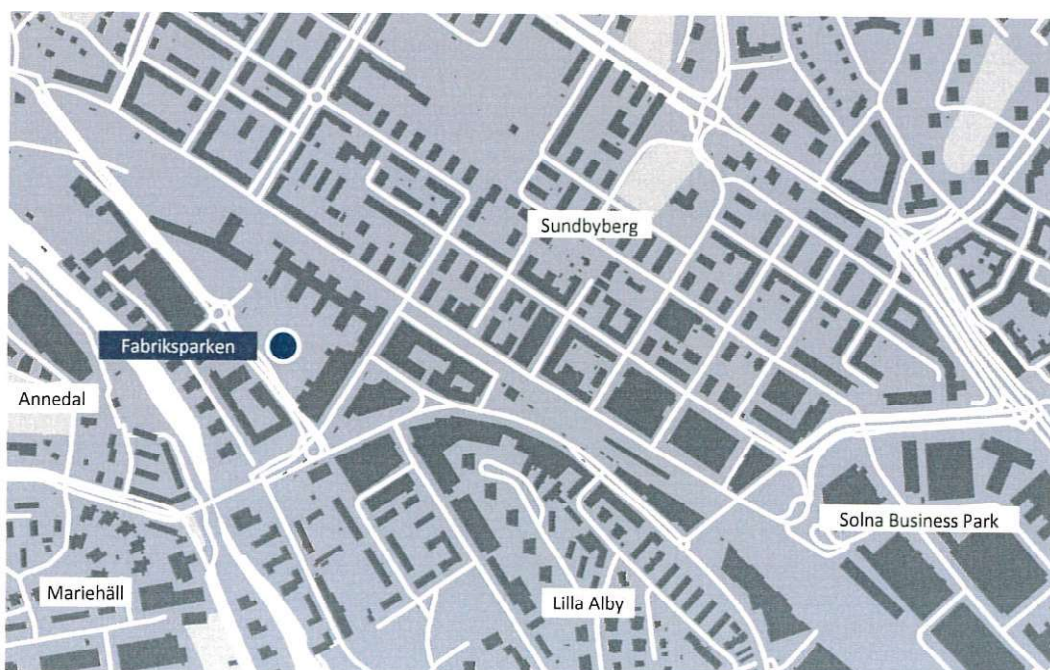 Sundbyberg
Fabriksparken
Annedal
Solna Business Park
Mariehäll
Lilla Alby